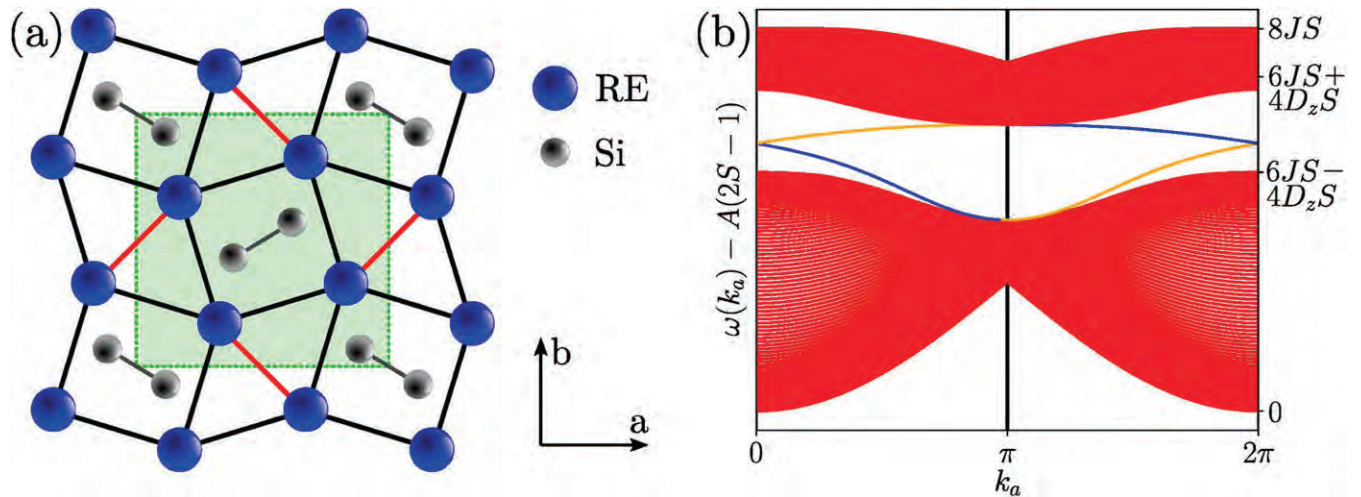 (a)
RE
Si
b
a
(b)
ω(k_a) − A(2S − 1)
8JS
6JS+
4D_zS
6JS−
4D_zS
0
0
π
2π
k_a